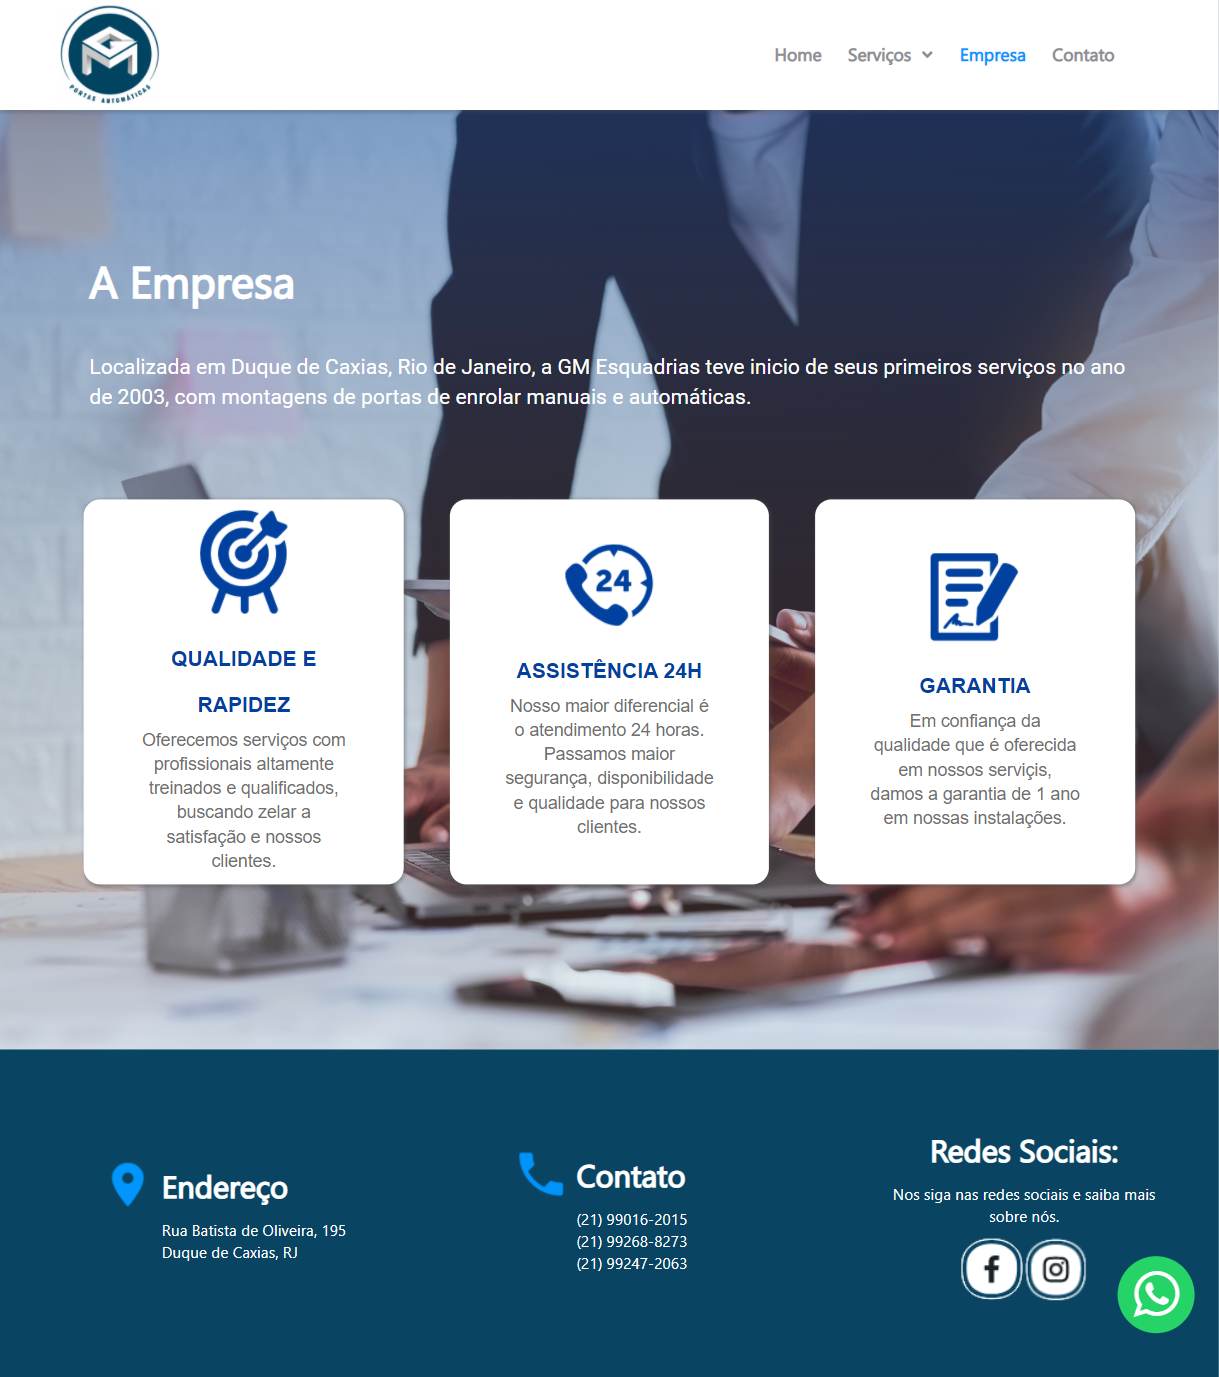 GM
PORTAS AUTOMÁTICAS
Home
Serviços
Empresa
Contato
A Empresa
Localizada em Duque de Caxias, Rio de Janeiro, a GM Esquadrias teve inicio de seus primeiros serviços no ano
de 2003, com montagens de portas de enrolar manuais e automáticas.
QUALIDADE E
RAPIDEZ
Oferecemos serviços com
profissionais altamente
treinados e qualificados,
buscando zelar a
satisfação e nossos
clientes.
24
ASSISTÊNCIA 24H
Nosso maior diferencial é
o atendimento 24 horas.
Passamos maior
segurança, disponibilidade
e qualidade para nossos
clientes.
GARANTIA
Em confiança da
qualidade que é oferecida
em nossos serviçis,
damos a garantia de 1 ano
em nossas instalações.
Endereço
Rua Batista de Oliveira, 195
Duque de Caxias, RJ
Contato
(21) 99016-2015
(21) 99268-8273
(21) 99247-2063
Redes Sociais:
Nos siga nas redes sociais e saiba mais
sobre nós.